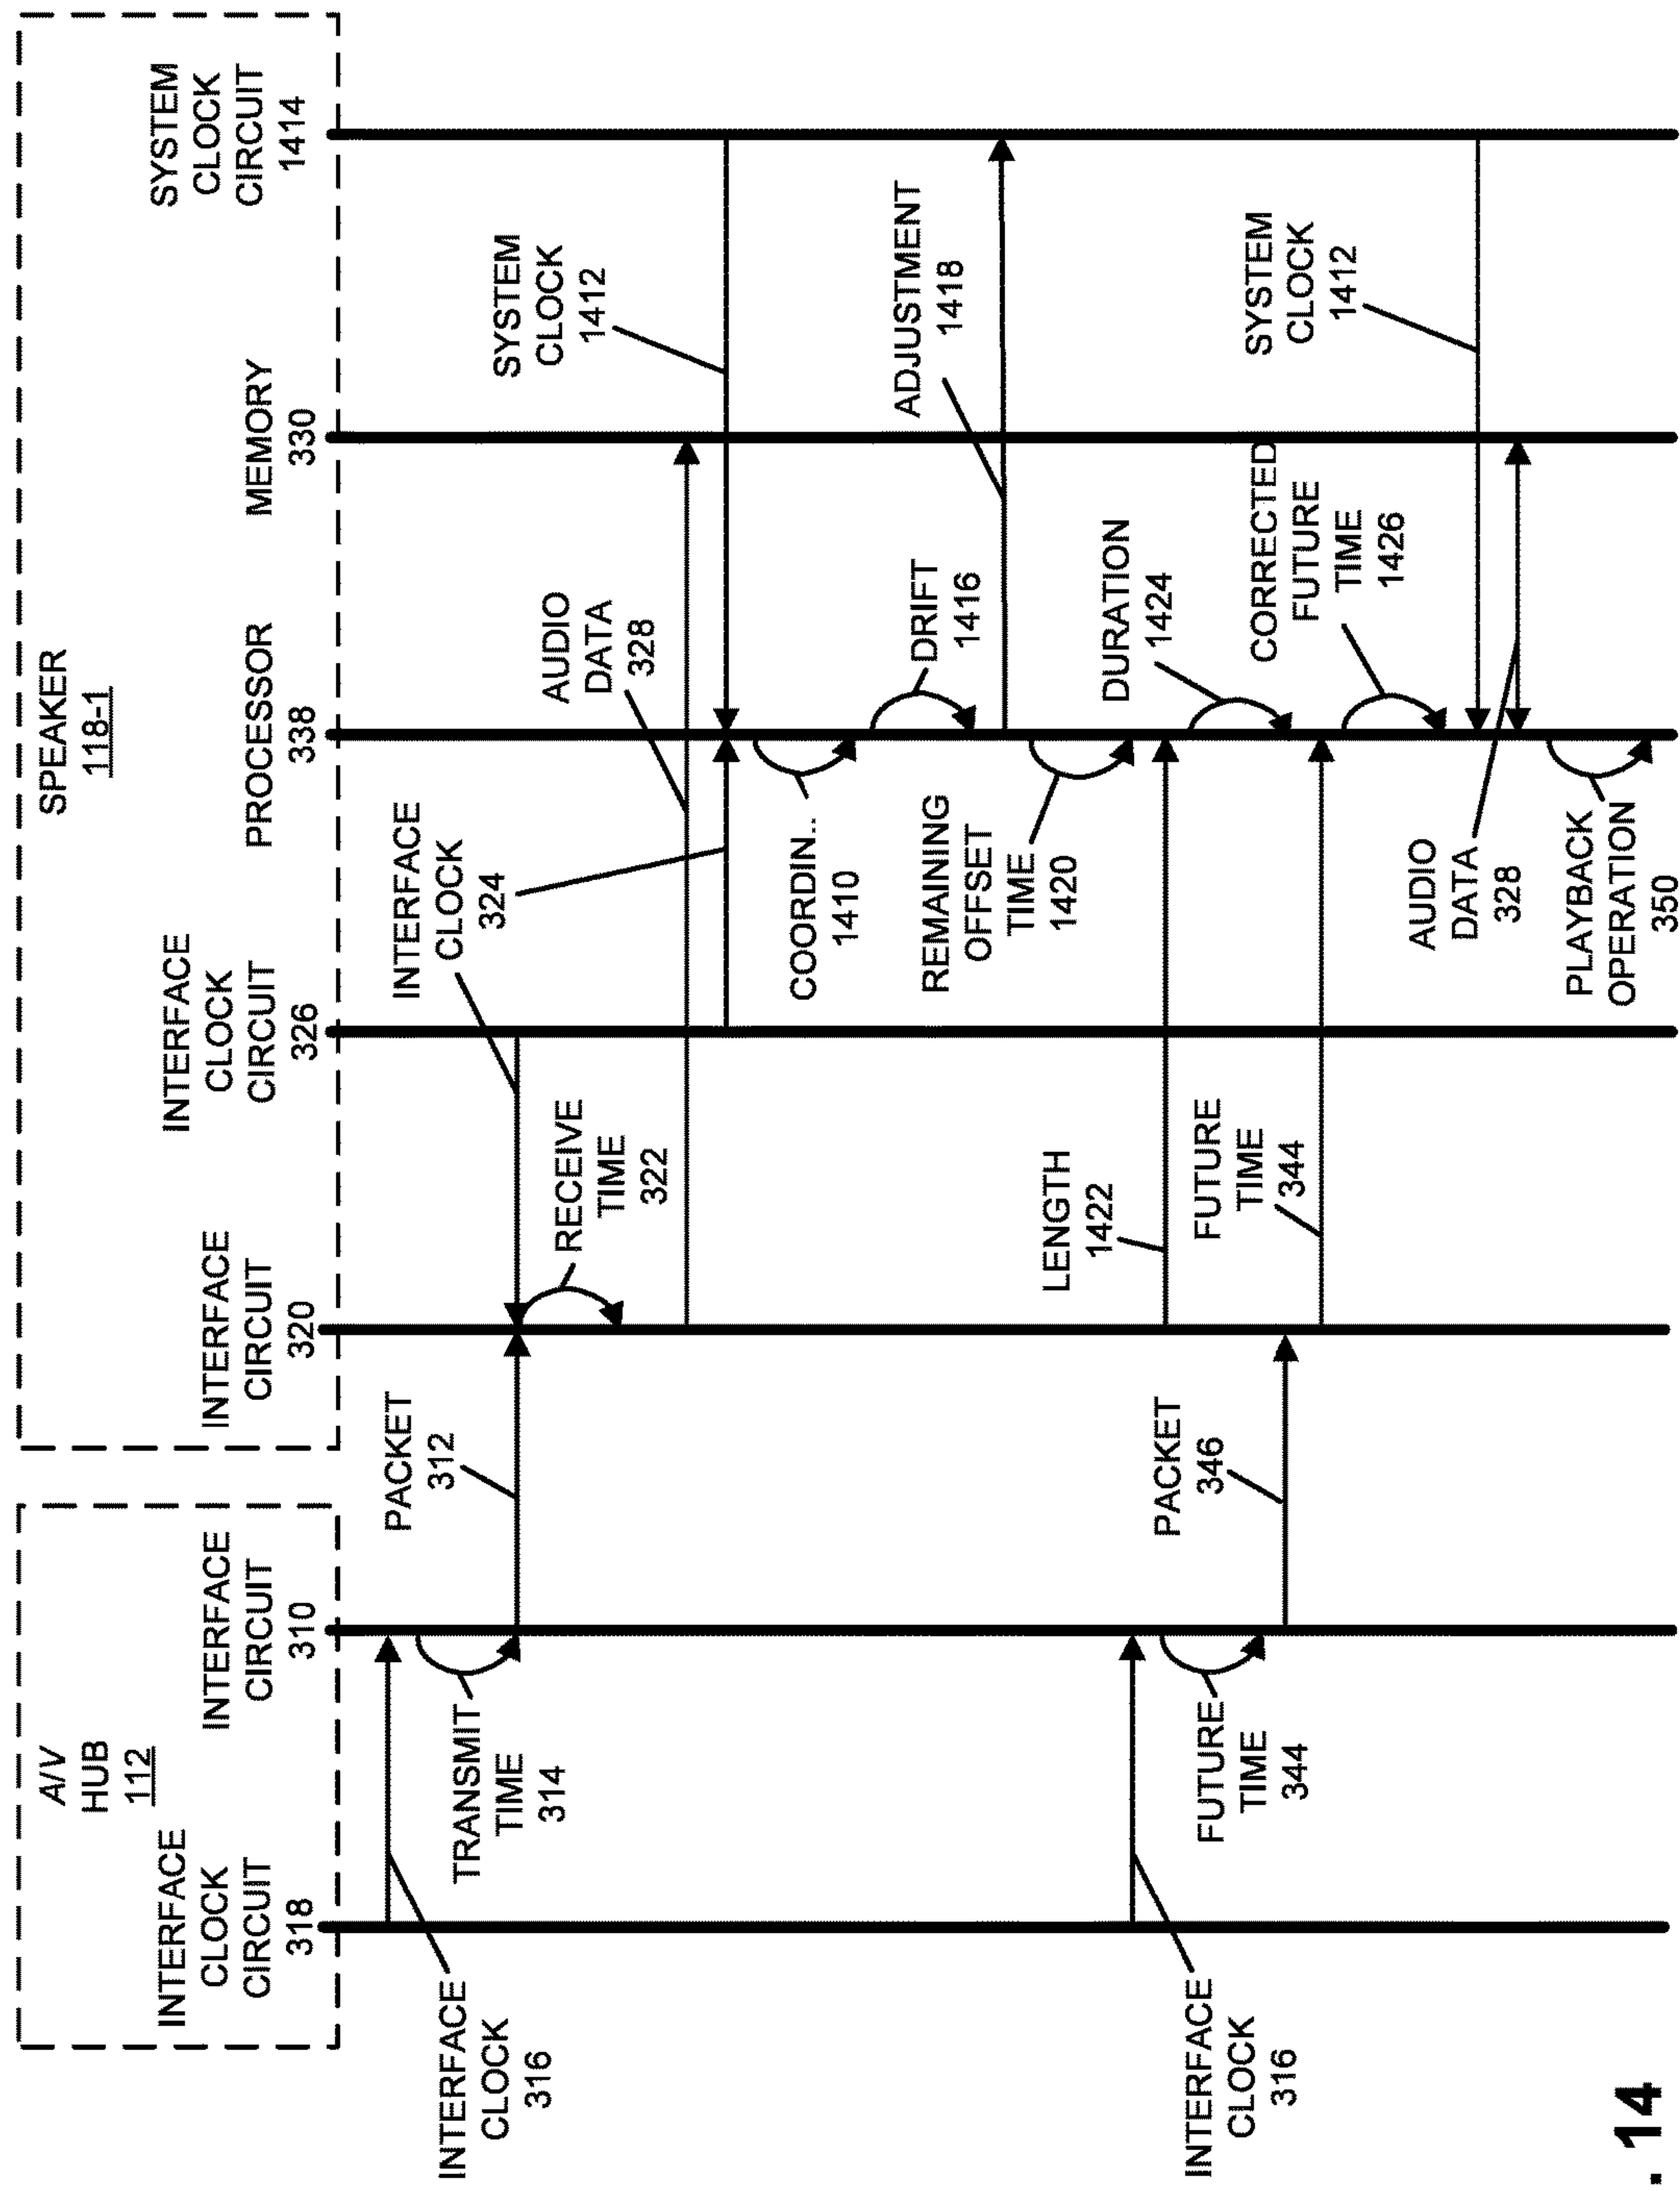 A/V
HUB
112
INTERFACE
CLOCK
CIRCUIT
318
INTERFACE
CIRCUIT
310
SPEAKER
118-1
INTERFACE
CIRCUIT
320
INTERFACE
CLOCK
CIRCUIT
326
PROCESSOR
338
MEMORY
330
SYSTEM
CLOCK
CIRCUIT
1414
INTERFACE
CLOCK
316
TRANSMIT
TIME
314
PACKET
312
INTERFACE
CLOCK
324
RECEIVE
TIME
322
AUDIO
DATA
328
SYSTEM
CLOCK
1412
COORDIN..
1410
DRIFT
1416
ADJUSTMENT
1418
REMAINING
OFFSET
TIME
1420
LENGTH
1422
DURATION
1424
INTERFACE
CLOCK
316
FUTURE
TIME
344
PACKET
346
FUTURE
TIME
344
CORRECTED
FUTURE
TIME
1426
SYSTEM
CLOCK
1412
AUDIO
DATA
328
PLAYBACK
OPERATION
350
. 14